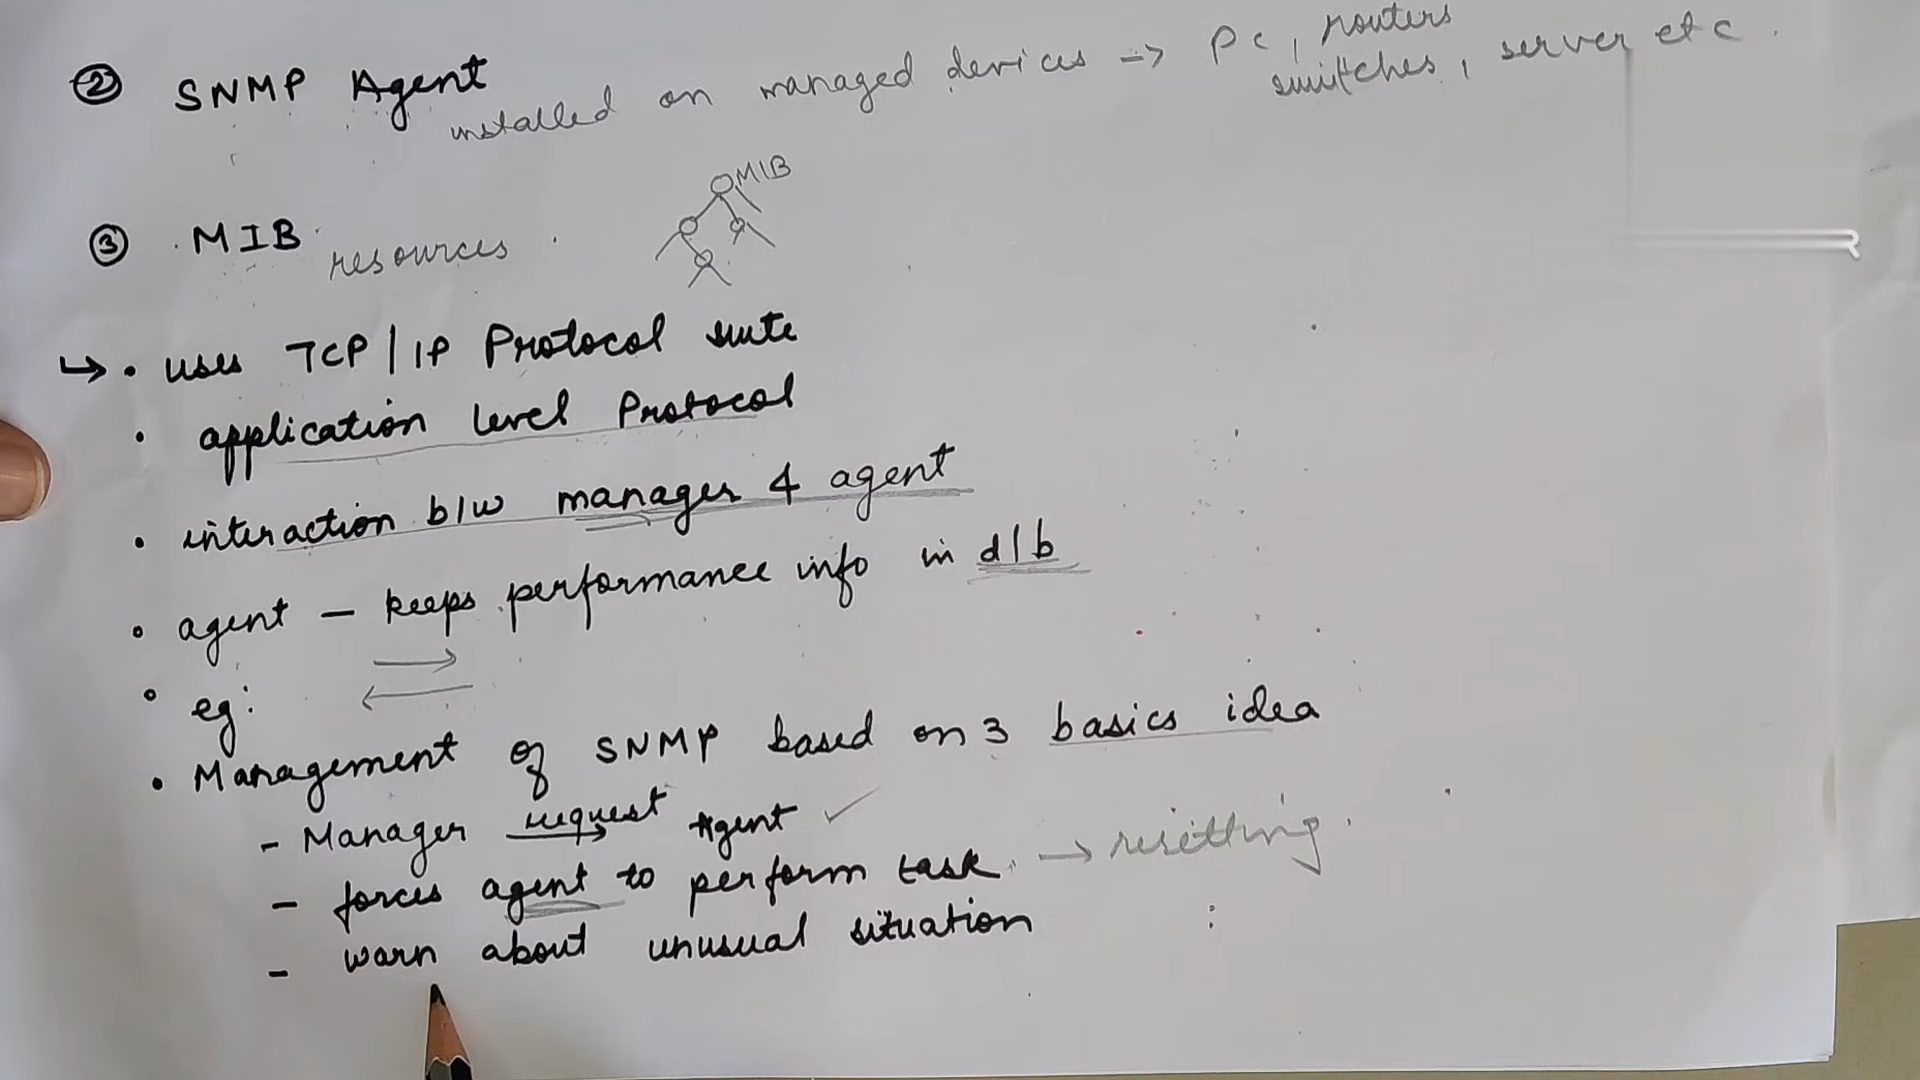 ② SNMP Agent
installed on managed devices -> PC, routers
switches, server etc.
MIB
③ MIB resources.
↳ • uses TCP/IP Protocol suite
• application level Protocol
• interaction b/w manager & agent
• agent – keeps performance info in d/b
• eg:
• Management of SNMP based on 3 basics idea
- Manager request Agent ✓
- forces agent to perform task. → resetting.
- warn about unusual situation